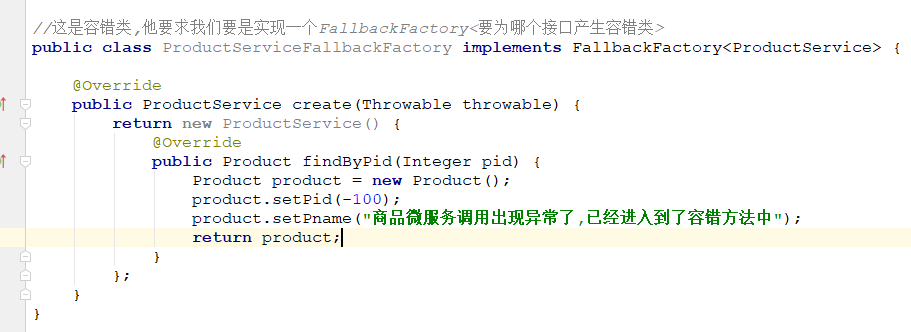 //这是容错类,他要求我们要是实现一个FallbackFactory<要为哪个接口产生容错类>
public class ProductServiceFallbackFactory implements FallbackFactory<ProductService> {
@Override
public ProductService create(Throwable throwable) {
return new ProductService() {
@Override
public Product findByPid(Integer pid) {
Product product = new Product();
product.setPid(-100);
product.setPname("商品微服务调用出现异常了,已经进入到了容错方法中");
return product;
}
};
}
}